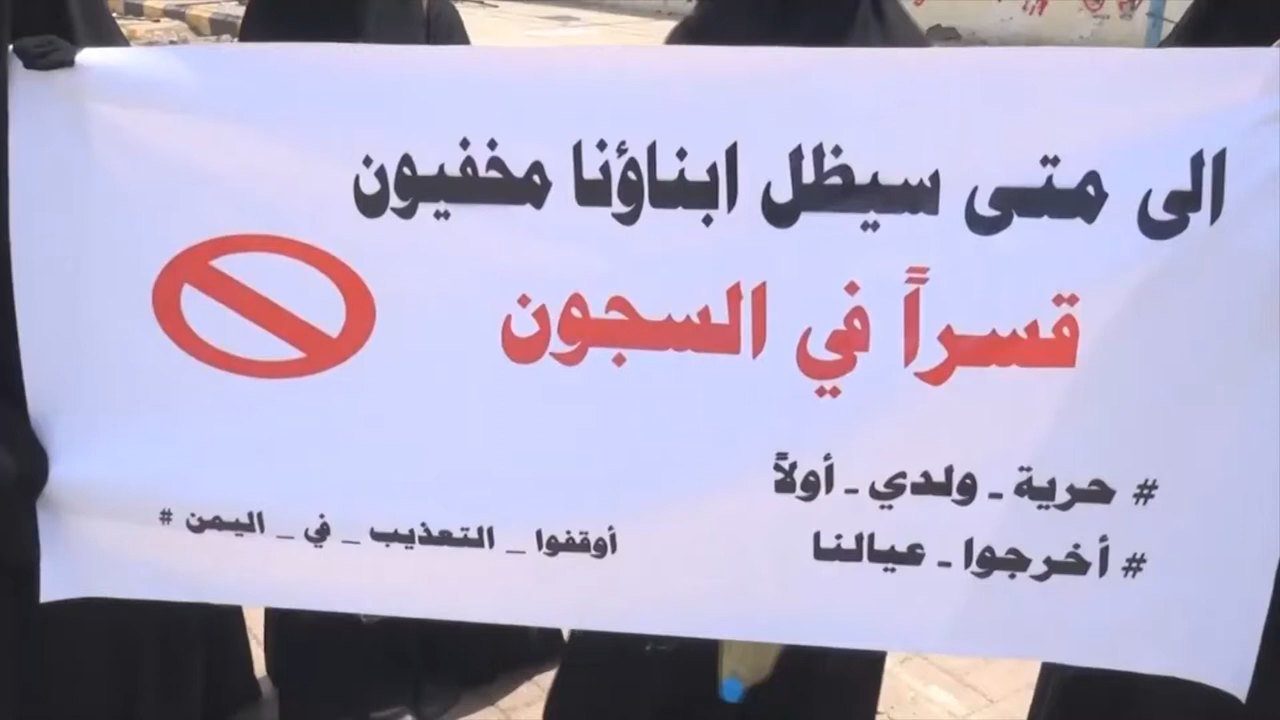 الى متى سيظل ابناؤنا مخفيون
قسراً في السجون
# حرية ـ ولدي ـ أولاً
# أخرجوا ـ عيالنا
أوقفوا _ التعذيب _ في _ اليمن #